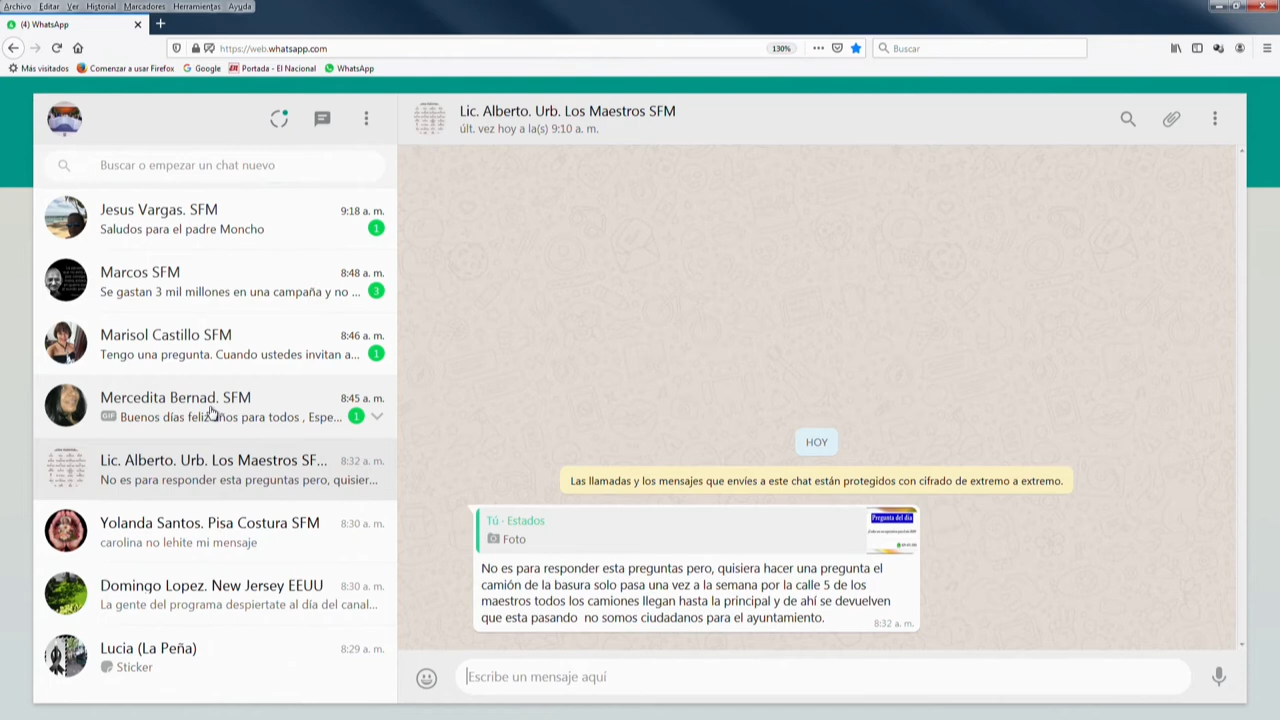 Archivo Editar Ver Historial Marcadores Herramientas Ayuda
(4) WhatsApp
https://web.whatsapp.com
130%
Buscar
Más visitados Comenzar a usar Firefox Google Portada - El Nacional WhatsApp
Lic. Alberto. Urb. Los Maestros SFM
últ. vez hoy a la(s) 9:10 a. m.
Buscar o empezar un chat nuevo
Jesus Vargas. SFM 9:18 a. m.
Saludos para el padre Moncho 1
Marcos SFM 8:48 a. m.
Se gastan 3 mil millones en una campaña y no ... 3
Marisol Castillo SFM 8:46 a. m.
Tengo una pregunta. Cuando ustedes invitan a... 1
Mercedita Bernad. SFM 8:45 a. m.
GIF Buenos días feliz años para todos , Espe... 1
Lic. Alberto. Urb. Los Maestros SF... 8:32 a. m.
No es para responder esta preguntas pero, quisier...
Yolanda Santos. Pisa Costura SFM 8:30 a. m.
carolina no lehite mi mensaje
Domingo Lopez. New Jersey EEUU 8:30 a. m.
La gente del programa despiertate al día del canal...
Lucia (La Peña) 8:29 a. m.
Sticker
HOY
Las llamadas y los mensajes que envíes a este chat están protegidos con cifrado de extremo a extremo.
Tú · Estados
Foto
Pregunta del día
No es para responder esta preguntas pero, quisiera hacer una pregunta el
camión de la basura solo pasa una vez a la semana por la calle 5 de los
maestros todos los camiones llegan hasta la principal y de ahí se devuelven
que esta pasando no somos ciudadanos para el ayuntamiento.
8:32 a. m.
Escribe un mensaje aquí